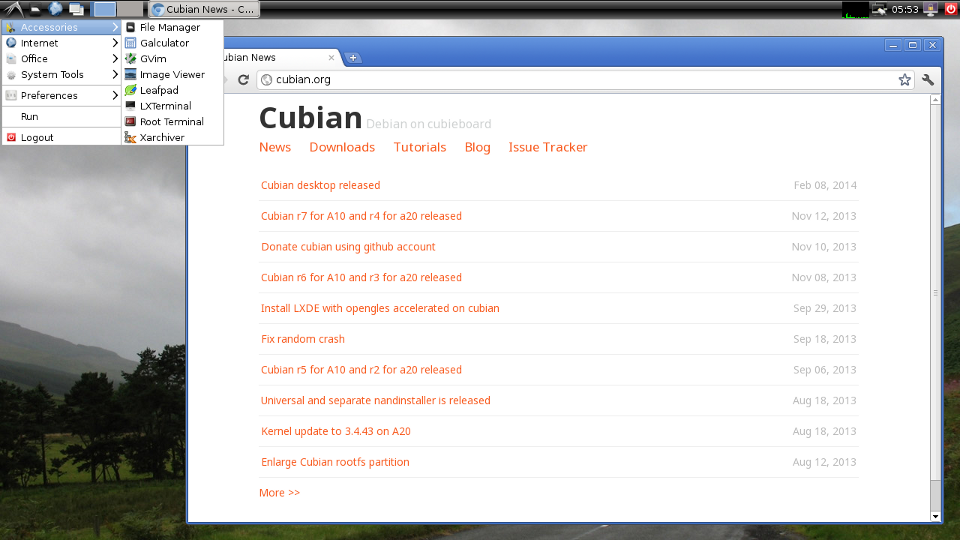 Cubian News - C...
05:53
Accessories
Internet
Office
System Tools
Preferences
Run
Logout
File Manager
Galculator
GVim
Image Viewer
Leafpad
LXTerminal
Root Terminal
Xarchiver
ubian News
cubian.org
Cubian Debian on cubieboard
News Downloads Tutorials Blog Issue Tracker
Cubian desktop released Feb 08, 2014
Cubian r7 for A10 and r4 for a20 released Nov 12, 2013
Donate cubian using github account Nov 10, 2013
Cubian r6 for A10 and r3 for a20 released Nov 08, 2013
Install LXDE with opengles accelerated on cubian Sep 29, 2013
Fix random crash Sep 18, 2013
Cubian r5 for A10 and r2 for a20 released Sep 06, 2013
Universal and separate nandinstaller is released Aug 18, 2013
Kernel update to 3.4.43 on A20 Aug 18, 2013
Enlarge Cubian rootfs partition Aug 12, 2013
More >>